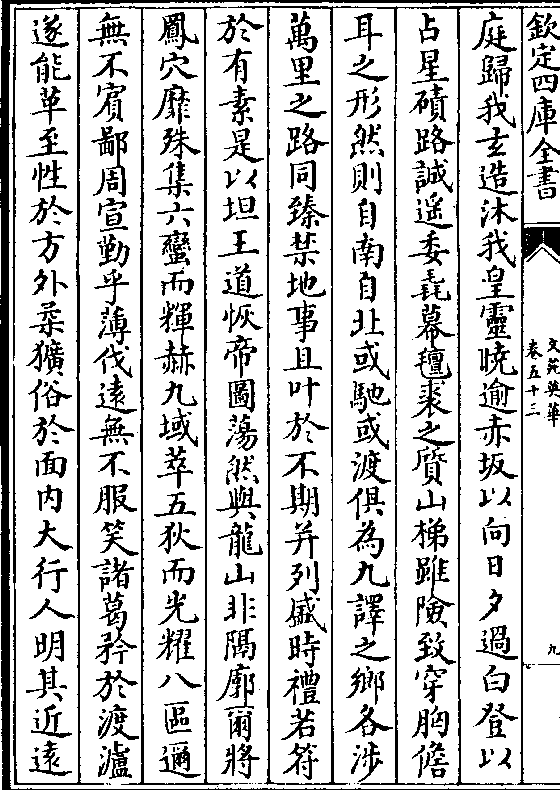 欽定四庫全書
文苑英華
卷五十三
九
庭歸我玄造沐我皇靈曉逾赤坂以向日夕過白登以
占星磧路誠遥委毳幕氊裘之質山梯雖險致穿胸儋
耳之形然則自南自北或馳或渡俱為九譯之鄉各涉
萬里之路同臻禁地事且叶於不期并列盛時禮若符
於有素是以坦王道恢帝圖蕩然與龍山非隔廓爾將
鳳穴靡殊集六蠻而輝赫九域萃五狄而光耀八區邇
無不賓鄙周宣勤乎薄伐遠無不服笑諸葛矜於渡瀘
遂能革至性於方外柔獷俗於面内大行人明其近遠